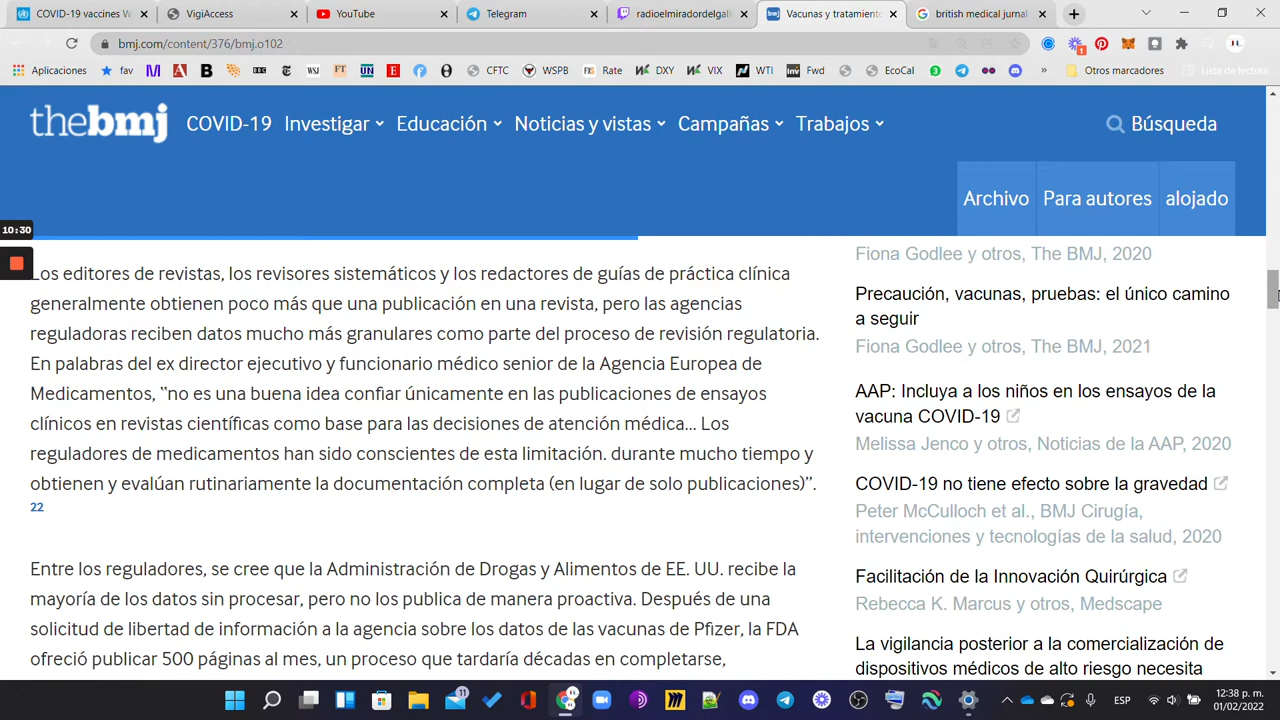 COVID-19 vaccines W
VigiAccess
YouTube
Telegram
radioelmiradordelgall
Vacunas y tratamiento
british medical jurnal
bmj.com/content/376/bmj.o102
Aplicaciones
fav
CFTC
WSPB
Rate
DXY
VIX
WTI
Fwd
EcoCal
Otros marcadores
Lista de lectura
thebmj
COVID-19
Investigar
Educación
Noticias y vistas
Campañas
Trabajos
Búsqueda
Archivo
Para autores
alojado
10:30
Los editores de revistas, los revisores sistemáticos y los redactores de guías de práctica clínica
generalmente obtienen poco más que una publicación en una revista, pero las agencias
reguladoras reciben datos mucho más granulares como parte del proceso de revisión regulatoria.
En palabras del ex director ejecutivo y funcionario médico senior de la Agencia Europea de
Medicamentos, "no es una buena idea confiar únicamente en las publicaciones de ensayos
clínicos en revistas científicas como base para las decisiones de atención médica... Los
reguladores de medicamentos han sido conscientes de esta limitación. durante mucho tiempo y
obtienen y evalúan rutinariamente la documentación completa (en lugar de solo publicaciones)".
22
Entre los reguladores, se cree que la Administración de Drogas y Alimentos de EE. UU. recibe la
mayoría de los datos sin procesar, pero no los publica de manera proactiva. Después de una
solicitud de libertad de información a la agencia sobre los datos de las vacunas de Pfizer, la FDA
ofreció publicar 500 páginas al mes, un proceso que tardaría décadas en completarse,
Fiona Godlee y otros, The BMJ, 2020
Precaución, vacunas, pruebas: el único camino
a seguir
Fiona Godlee y otros, The BMJ, 2021
AAP: Incluya a los niños en los ensayos de la
vacuna COVID-19
Melissa Jenco y otros, Noticias de la AAP, 2020
COVID-19 no tiene efecto sobre la gravedad
Peter McCulloch et al., BMJ Cirugía,
intervenciones y tecnologías de la salud, 2020
Facilitación de la Innovación Quirúrgica
Rebecca K. Marcus y otros, Medscape
La vigilancia posterior a la comercialización de
dispositivos médicos de alto riesgo necesita
ESP
12:38 p. m.
01/02/2022